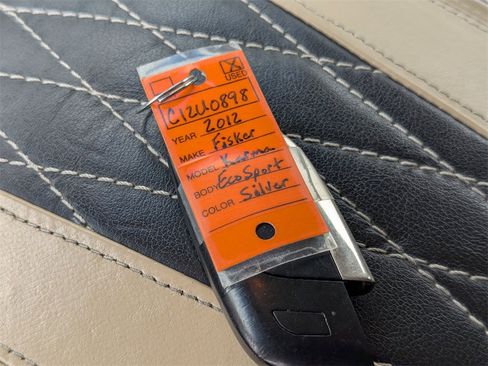 X
USED
C12U0898
YEAR 2012
MAKE Fisker
MODEL Karma
BODY EcoSport
COLOR Silver